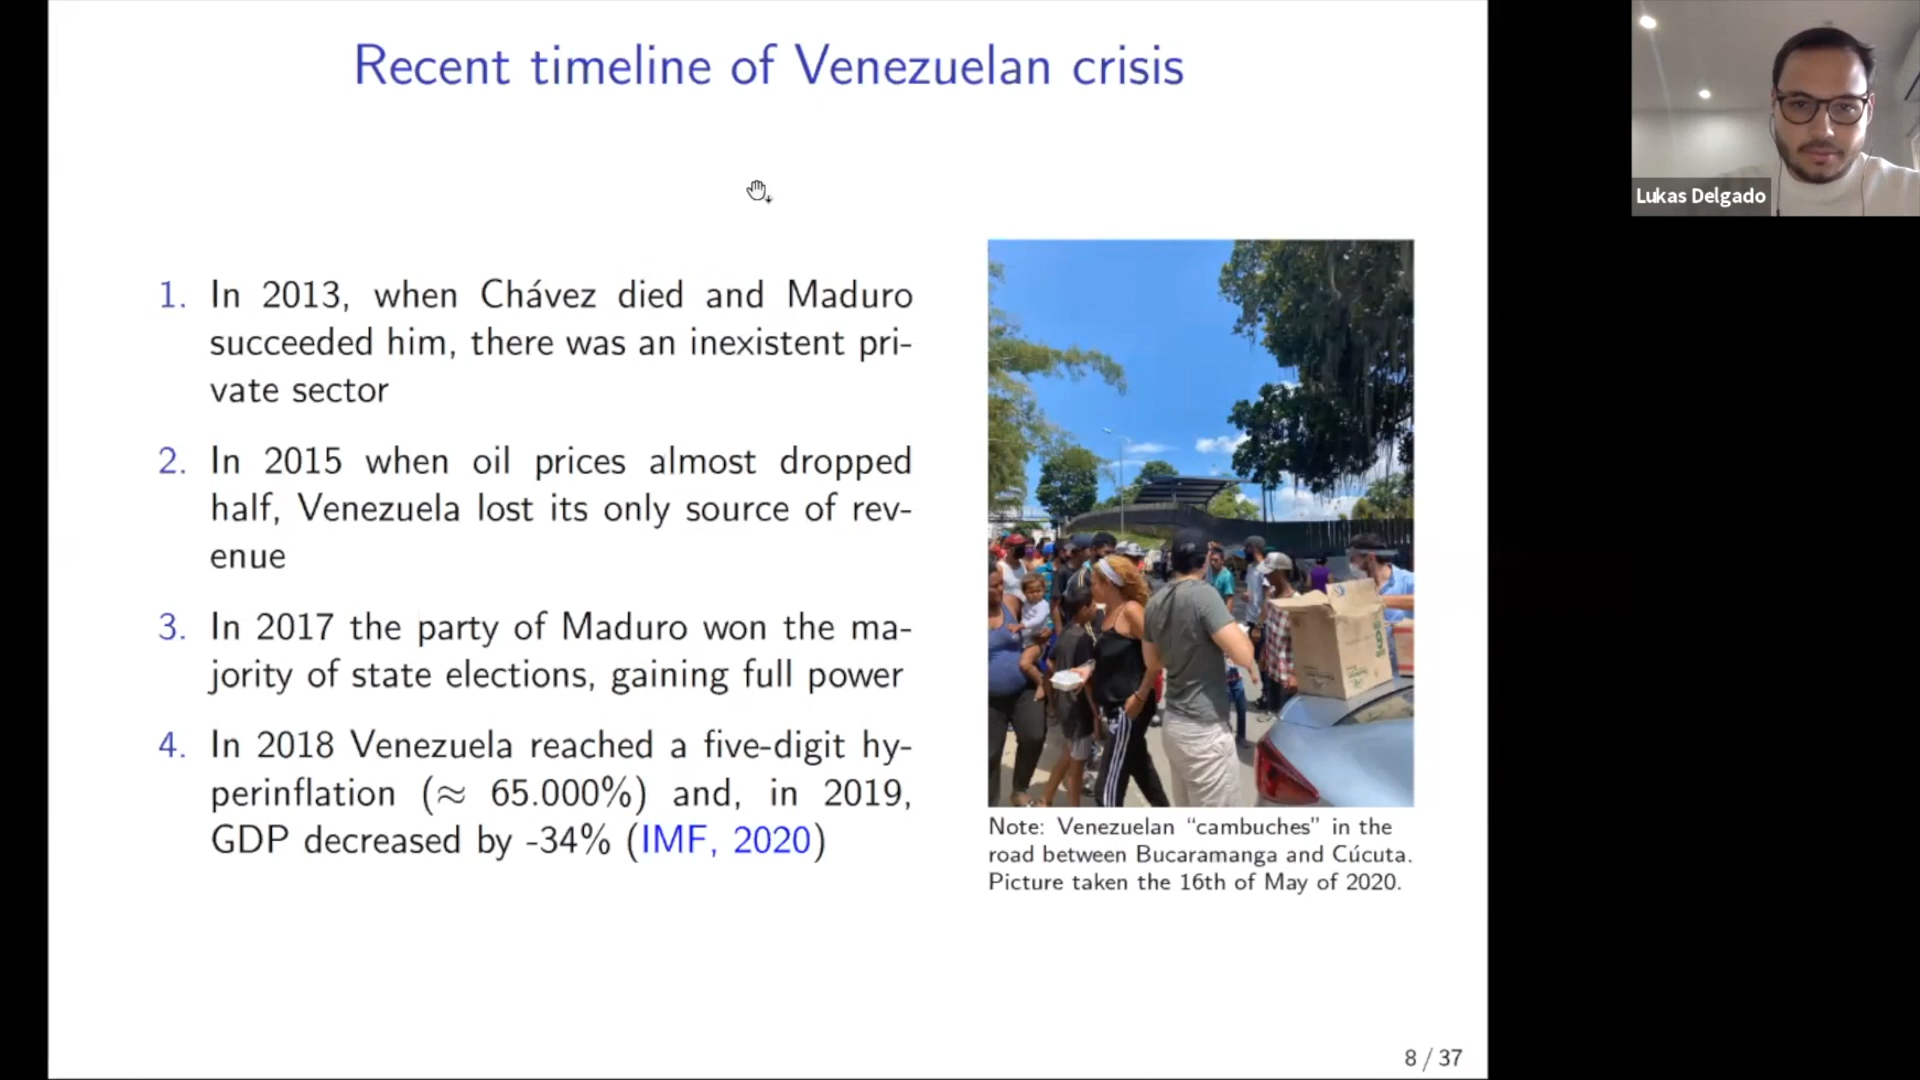 Recent timeline of Venezuelan crisis
1. In 2013, when Chávez died and Maduro
succeeded him, there was an inexistent pri-
vate sector
2. In 2015 when oil prices almost dropped
half, Venezuela lost its only source of rev-
enue
3. In 2017 the party of Maduro won the ma-
jority of state elections, gaining full power
4. In 2018 Venezuela reached a five-digit hy-
perinflation (≈ 65.000%) and, in 2019,
GDP decreased by -34% (IMF, 2020)
Note: Venezuelan “cambuches” in the
road between Bucaramanga and Cúcuta.
Picture taken the 16th of May of 2020.
8 / 37
Lukas Delgado